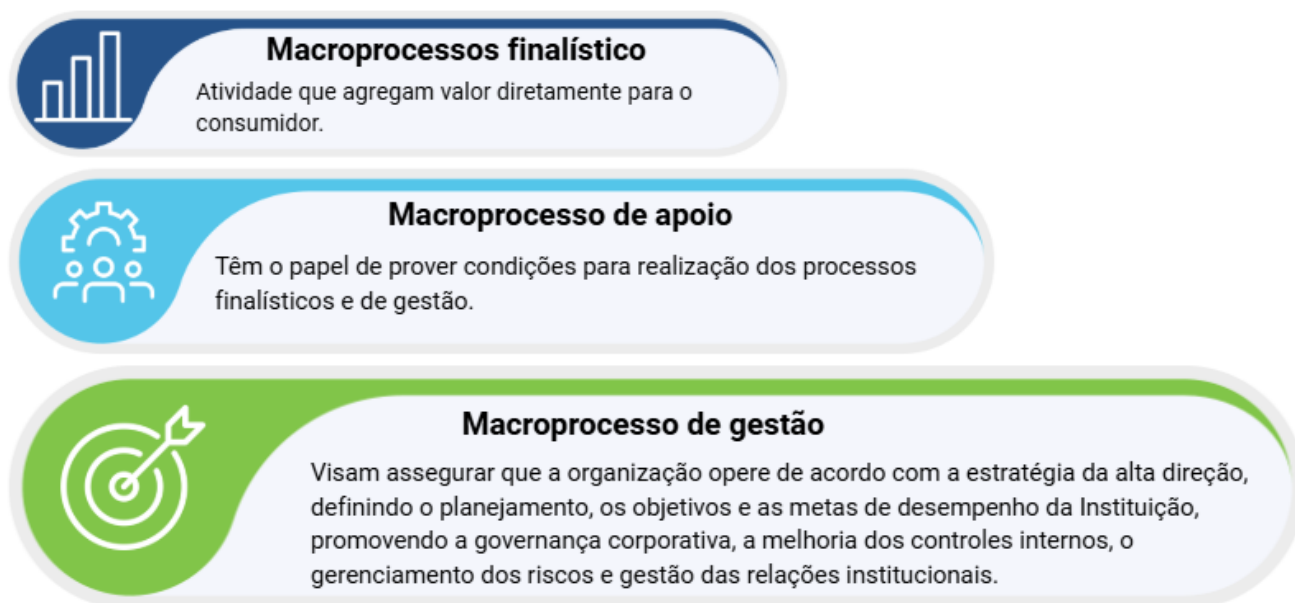 Macroprocessos finalístico
Atividade que agregam valor diretamente para o
consumidor.
Macroprocesso de apoio
Têm o papel de prover condições para realização dos processos
finalísticos e de gestão.
Macroprocesso de gestão
Visam assegurar que a organização opere de acordo com a estratégia da alta direção,
definindo o planejamento, os objetivos e as metas de desempenho da Instituição,
promovendo a governança corporativa, a melhoria dos controles internos, o
gerenciamento dos riscos e gestão das relações institucionais.